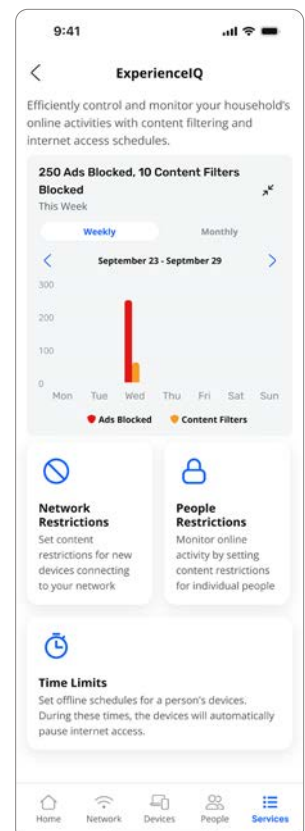 9:41
ExperienceIQ
Efficiently control and monitor your household's
online activities with content filtering and
internet access schedules.
250 Ads Blocked, 10 Content Filters
Blocked
This Week
Weekly Monthly
September 23 - Septmber 29
300
200
100
0
Mon Tue Wed Thu Fri Sat Sun
Ads Blocked Content Filters
Network
Restrictions
Set content
restrictions for new
devices connecting
to your network
People
Restrictions
Monitor online
activity by setting
content restrictions
for individual people
Time Limits
Set offline schedules for a person's devices.
During these times, the devices will automatically
pause internet access.
Home Network Devices People Services